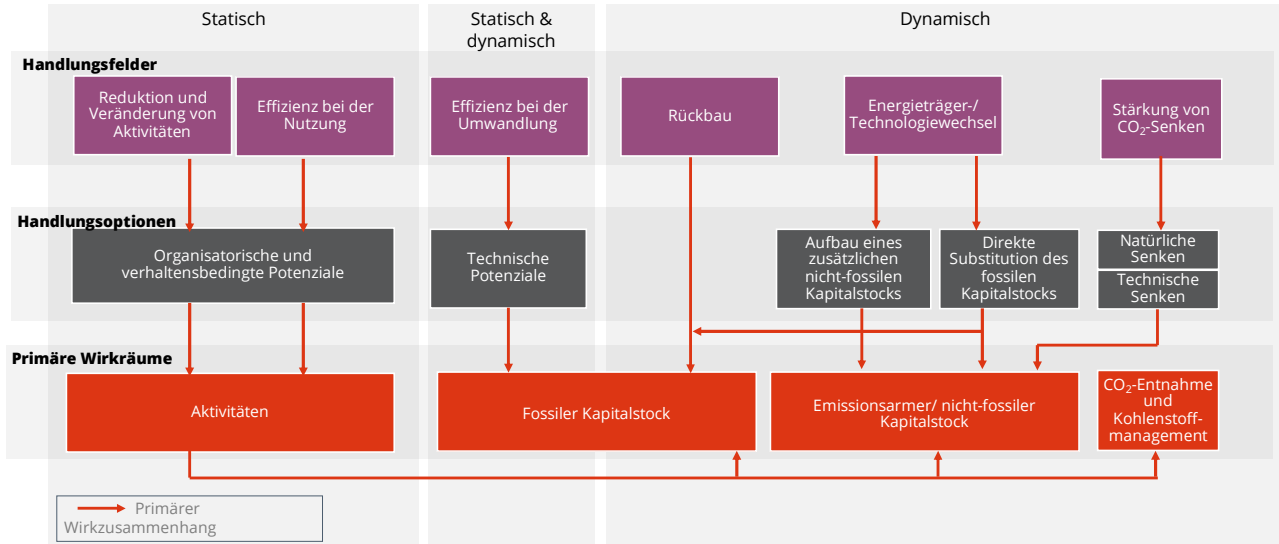 Statisch
Statisch &
dynamisch
Dynamisch
Handlungsfelder
Reduktion und
Veränderung von
Aktivitäten
Effizienz bei der
Nutzung
Effizienz bei der
Umwandlung
Rückbau
Energieträger-/
Technologiewechsel
Stärkung von
CO₂-Senken
Handlungsoptionen
Organisatorische und
verhaltensbedingte Potenziale
Technische
Potenziale
Aufbau eines
zusätzlichen
nicht-fossilen
Kapitalstocks
Direkte
Substitution des
fossilen
Kapitalstocks
Natürliche
Senken
Technische
Senken
Primäre Wirkräume
Aktivitäten
Fossiler Kapitalstock
Emissionsarmer/ nicht-fossiler
Kapitalstock
CO₂-Entnahme
und
Kohlenstoff-
management
Primärer
Wirkzusammenhang